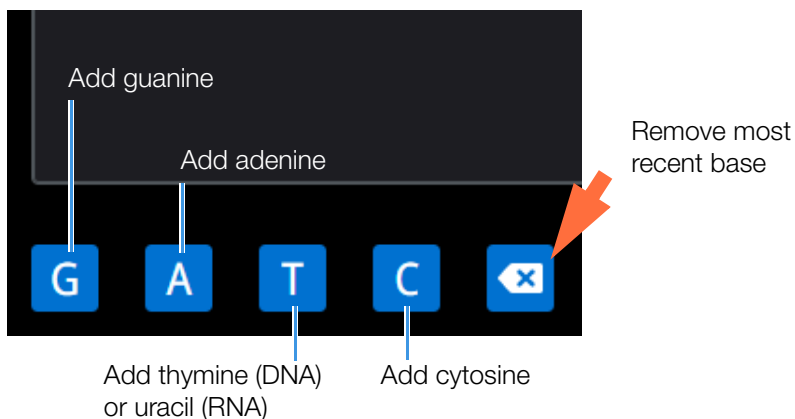 Add guanine
Remove most
recent base
Add adenine
G A T C
Add thymine (DNA)
or uracil (RNA)
Add cytosine